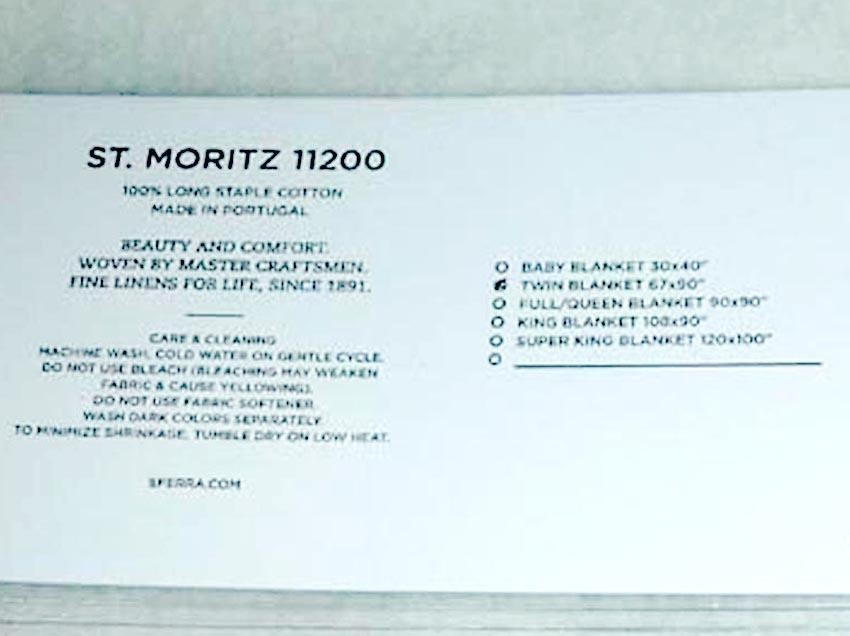 ST. MORITZ 11200
100% LONG STAPLE COTTON
MADE IN PORTUGAL
BEAUTY AND COMFORT.
WOVEN BY MASTER CRAFTSMEN.
FINE LINENS FOR LIFE, SINCE 1891.
CARE & CLEANING
MACHINE WASH, COLD WATER ON GENTLE CYCLE.
DO NOT USE BLEACH (BLEACHING MAY WEAKEN
FABRIC & CAUSE YELLOWING).
DO NOT USE FABRIC SOFTENER.
WASH DARK COLORS SEPARATELY.
TO MINIMIZE SHRINKAGE, TUMBLE DRY ON LOW HEAT.
SFERRA.COM
BABY BLANKET 30x40"
TWIN BLANKET 67x90"
FULL/QUEEN BLANKET 90x90"
KING BLANKET 108x90"
SUPER KING BLANKET 120x100"